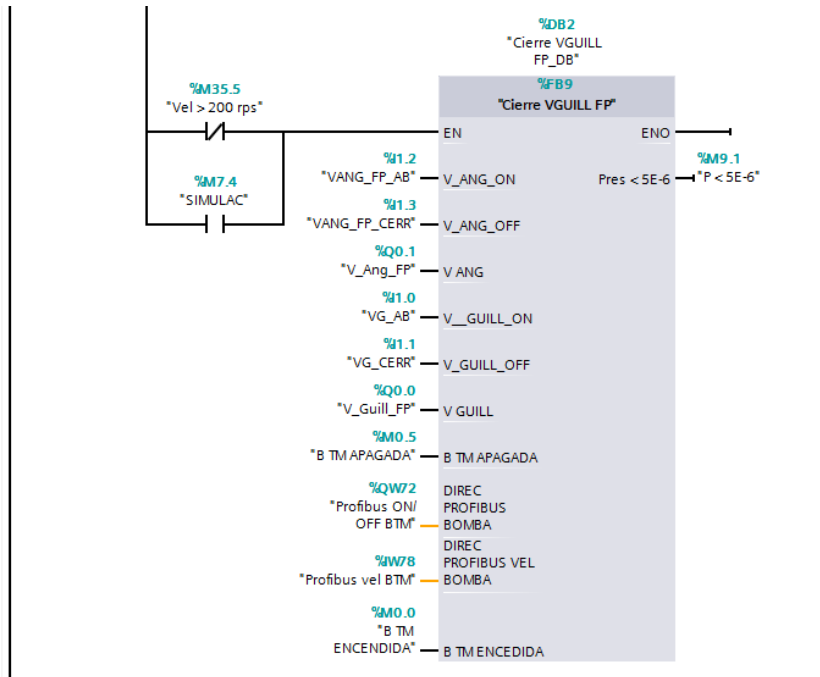 %DB2
"Cierre VGUILL
FP_DB"
%FB9
"Cierre VGUILL FP"
%M35.5
"Vel > 200 rps"
%M7.4
"SIMULAC"
EN
ENO
%I1.2
"VANG_FP_AB"
V_ANG_ON
Pres < 5E-6
%M9.1
"P < 5E-6"
%I1.3
"VANG_FP_CERR"
V_ANG_OFF
%Q0.1
"V_Ang_FP"
V ANG
%I1.0
"VG_AB"
V__GUILL_ON
%I1.1
"VG_CERR"
V_GUILL_OFF
%Q0.0
"V_Guill_FP"
V GUILL
%M0.5
"B TM APAGADA"
B TM APAGADA
%QW72
"Profibus ON/
OFF BTM"
DIREC
PROFIBUS
BOMBA
%IW78
"Profibus vel BTM"
DIREC
PROFIBUS VEL
BOMBA
%M0.0
"B TM
ENCENDIDA"
B TM ENCEDIDA